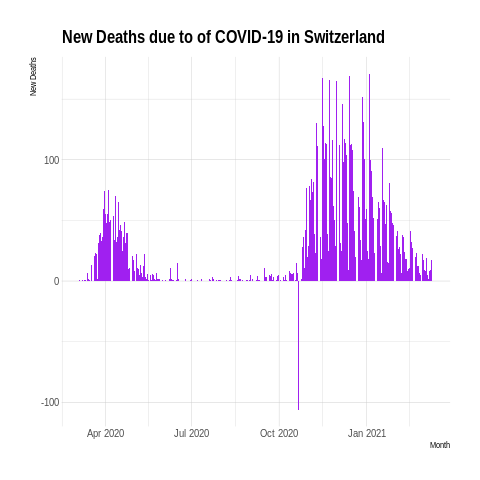 New Deaths due to of COVID-19 in Switzerland
New Deaths
100
0
-100
Apr 2020
Jul 2020
Oct 2020
Jan 2021
Month